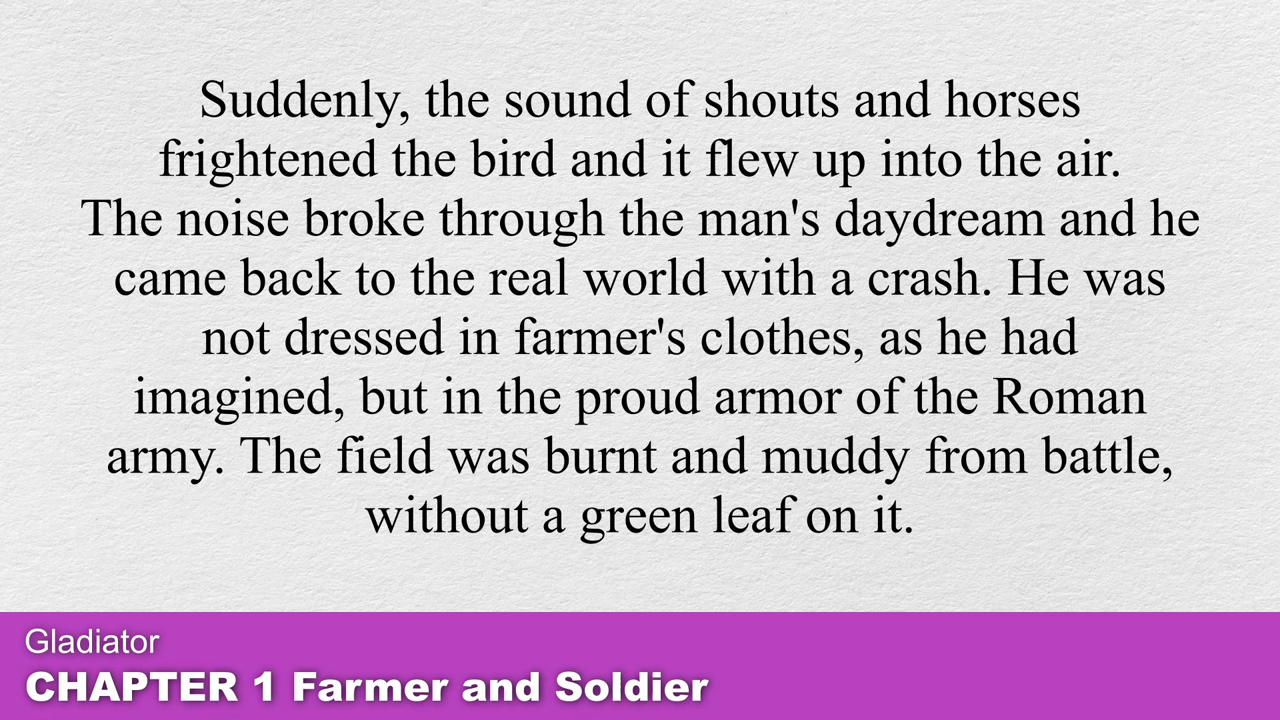 Suddenly, the sound of shouts and horses
frightened the bird and it flew up into the air.
The noise broke through the man's daydream and he
came back to the real world with a crash. He was
not dressed in farmer's clothes, as he had
imagined, but in the proud armor of the Roman
army. The field was burnt and muddy from battle,
without a green leaf on it.
Gladiator
CHAPTER 1 Farmer and Soldier